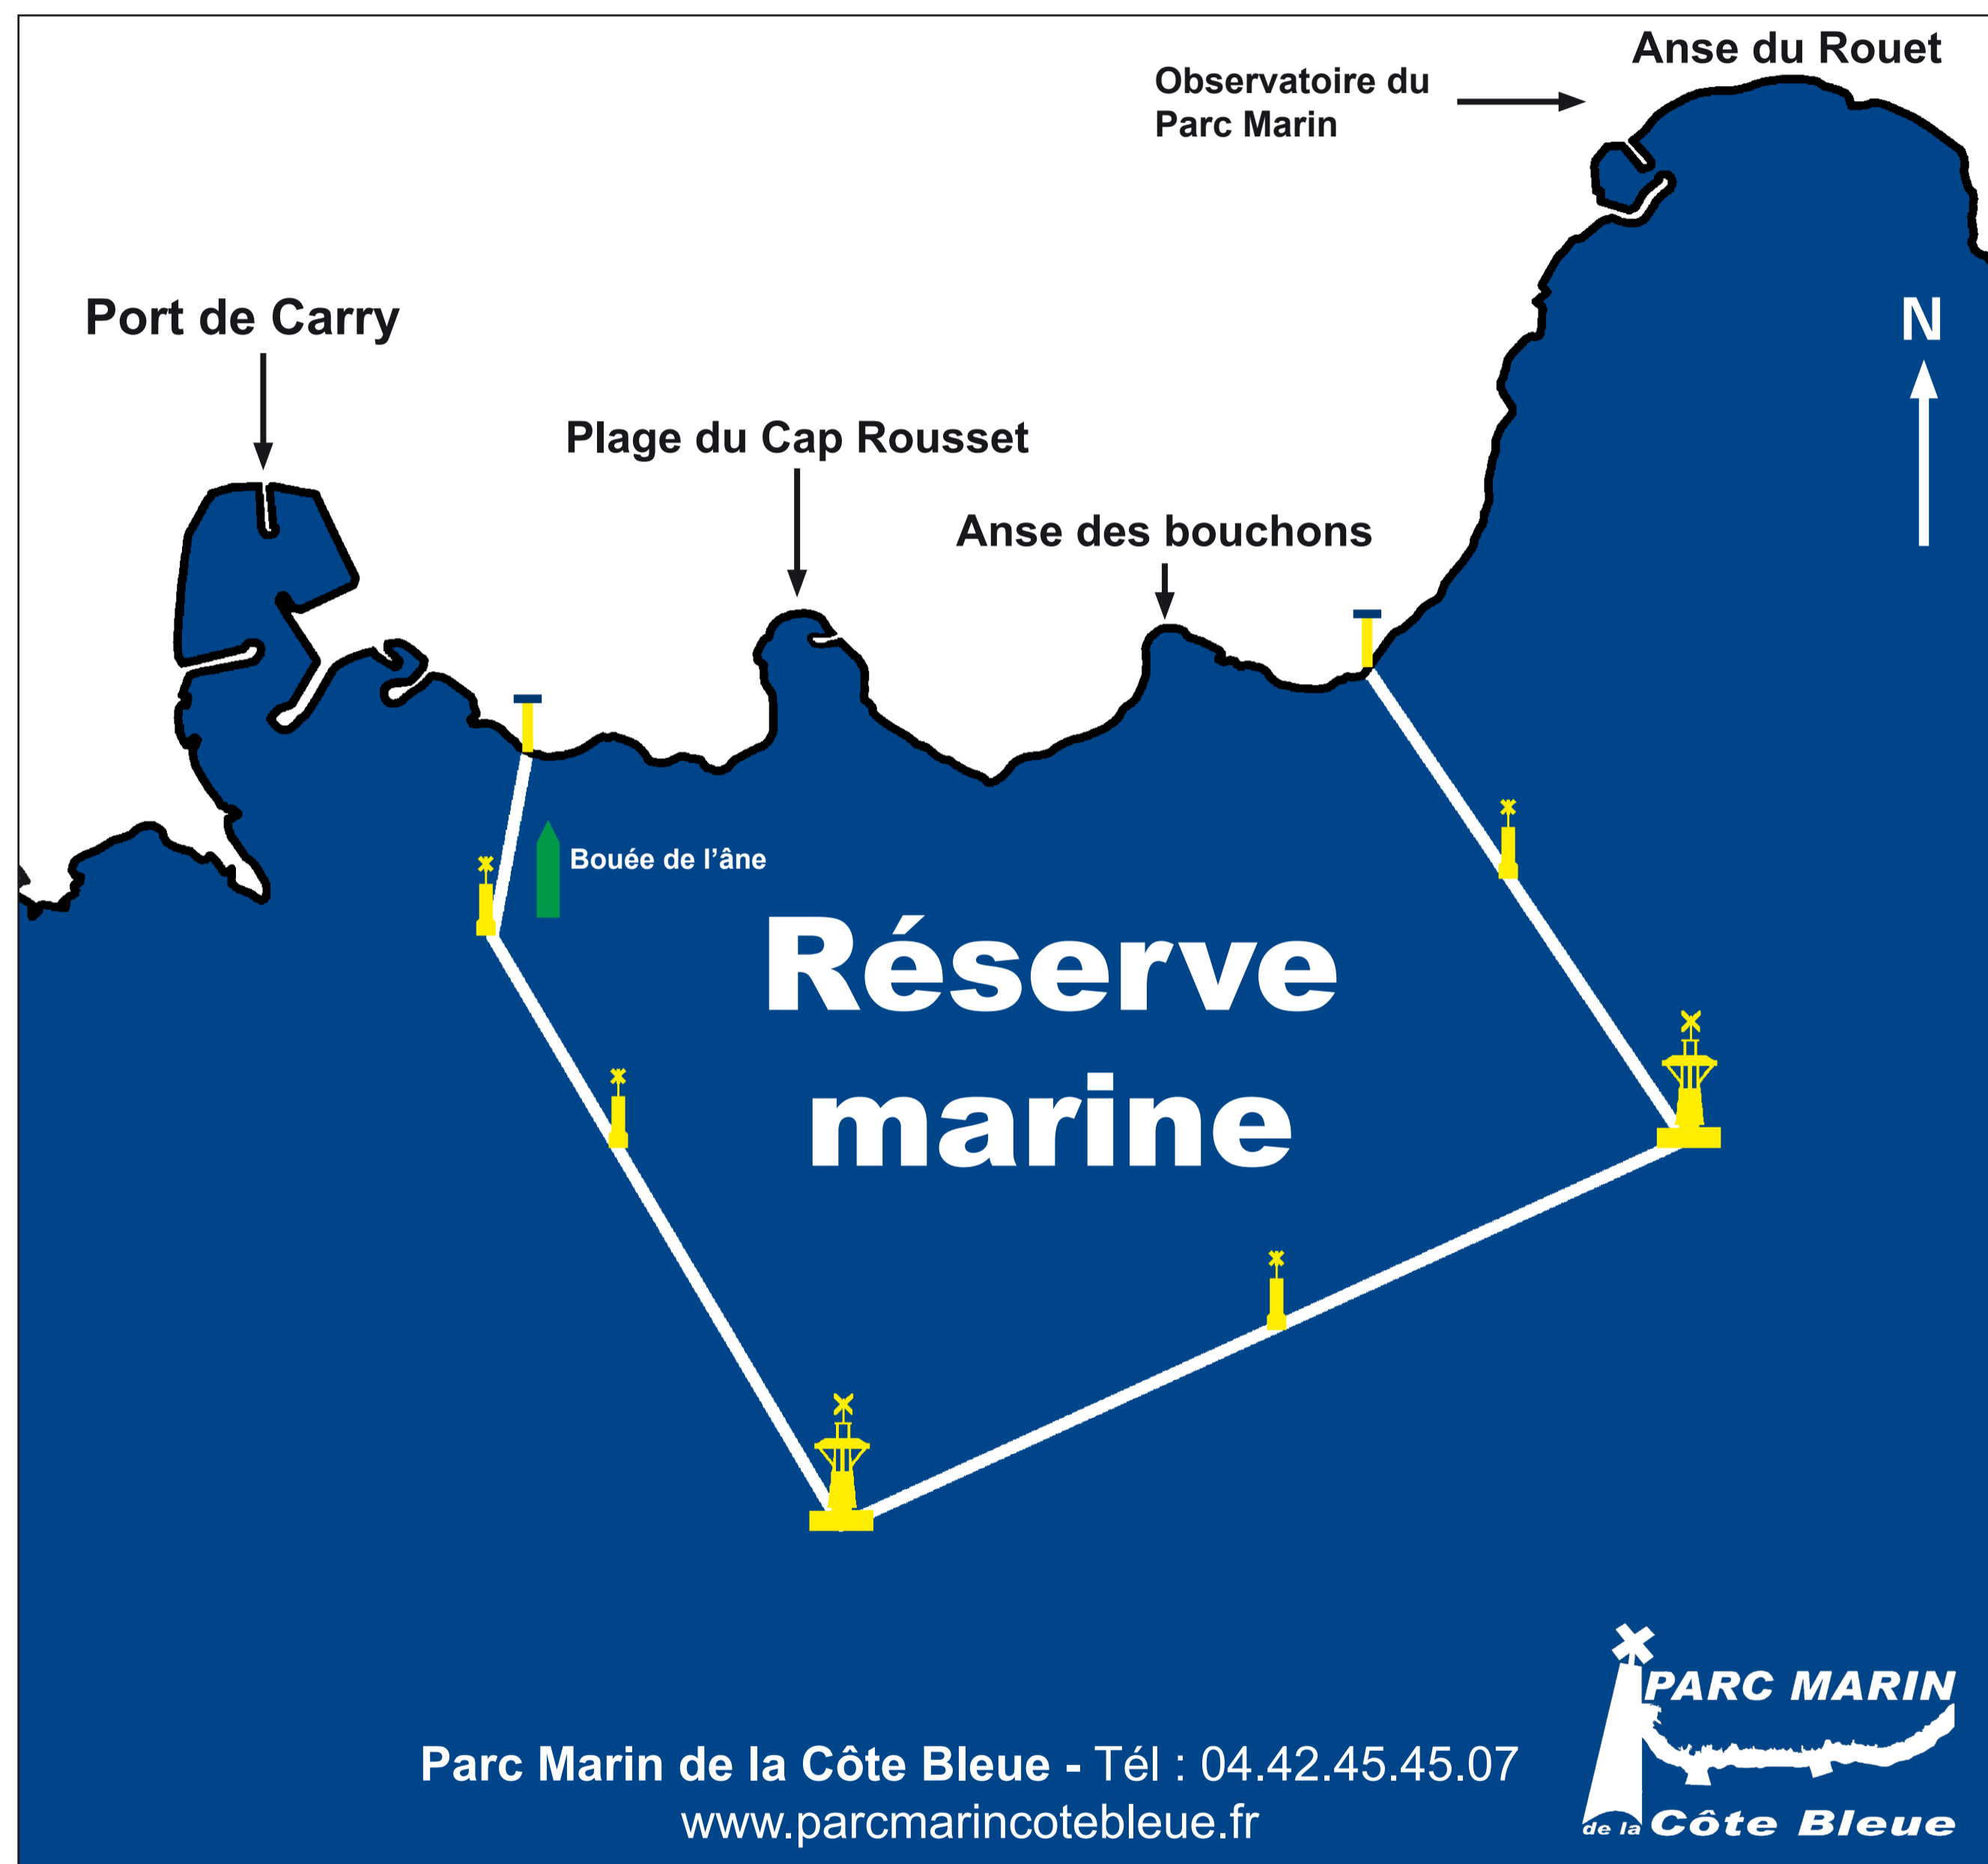 Anse du Rouet
Observatoire du
Parc Marin
Port de Carry
N
Plage du Cap Rousset
Anse des bouchons
Bouée de l'âne
Réserve
marine
PARC MARIN
de la Côte Bleue
Parc Marin de la Côte Bleue - Tél : 04.42.45.45.07
www.parcmarincotebleue.fr